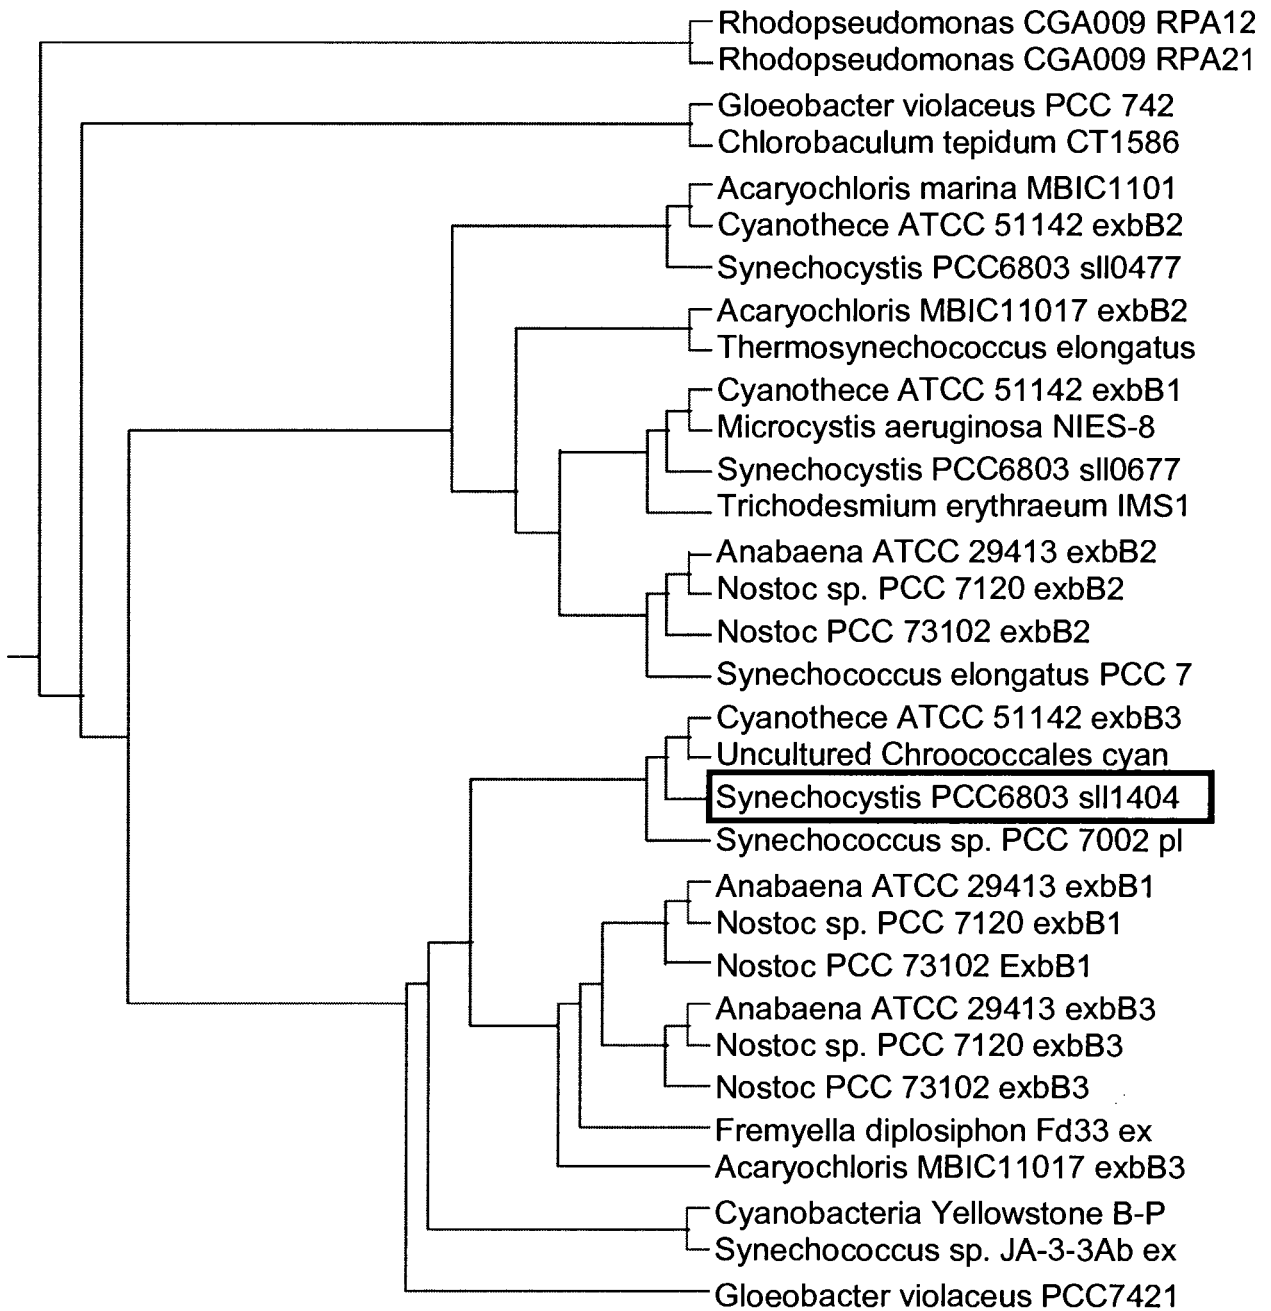 Rhodopseudomonas CGA009 RPA12
Rhodopseudomonas CGA009 RPA21
Gloeobacter violaceus PCC 742
Chlorobaculum tepidum CT1586
Acaryochloris marina MBIC1101
Cyanothece ATCC 51142 exbB2
Synechocystis PCC6803 sll0477
Acaryochloris MBIC11017 exbB2
Thermosynechococcus elongatus
Cyanothece ATCC 51142 exbB1
Microcystis aeruginosa NIES-8
Synechocystis PCC6803 sll0677
Trichodesmium erythraeum IMS1
Anabaena ATCC 29413 exbB2
Nostoc sp. PCC 7120 exbB2
Nostoc PCC 73102 exbB2
Synechococcus elongatus PCC 7
Cyanothece ATCC 51142 exbB3
Uncultured Chroococcales cyan
Synechocystis PCC6803 sll1404
Synechococcus sp. PCC 7002 pl
Anabaena ATCC 29413 exbB1
Nostoc sp. PCC 7120 exbB1
Nostoc PCC 73102 ExbB1
Anabaena ATCC 29413 exbB3
Nostoc sp. PCC 7120 exbB3
Nostoc PCC 73102 exbB3
Fremyella diplosiphon Fd33 ex
Acaryochloris MBIC11017 exbB3
Cyanobacteria Yellowstone B-P
Synechococcus sp. JA-3-3Ab ex
Gloeobacter violaceus PCC7421